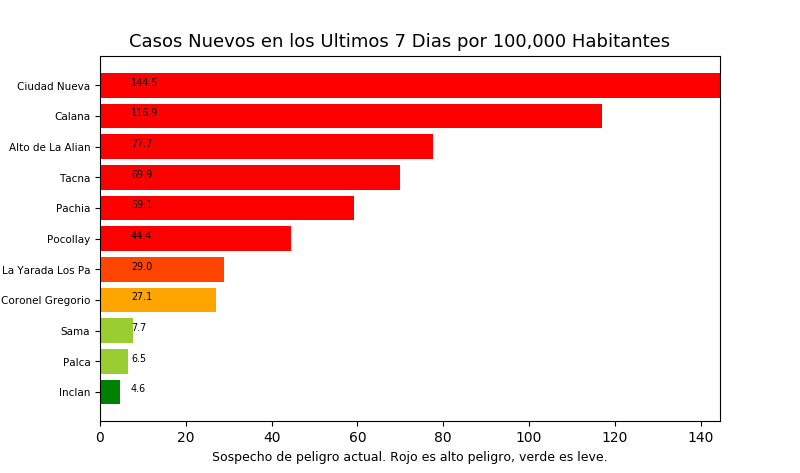 Casos Nuevos en los Ultimos 7 Dias por 100,000 Habitantes
Ciudad Nueva 144.5
Calana 116.9
Alto de La Alian 77.7
Tacna 69.9
Pachia 59.1
Pocollay 44.4
La Yarada Los Pa 29.0
Coronel Gregorio 27.1
Sama 7.7
Palca 6.5
Inclan 4.6
0 20 40 60 80 100 120 140
Sospecho de peligro actual. Rojo es alto peligro, verde es leve.